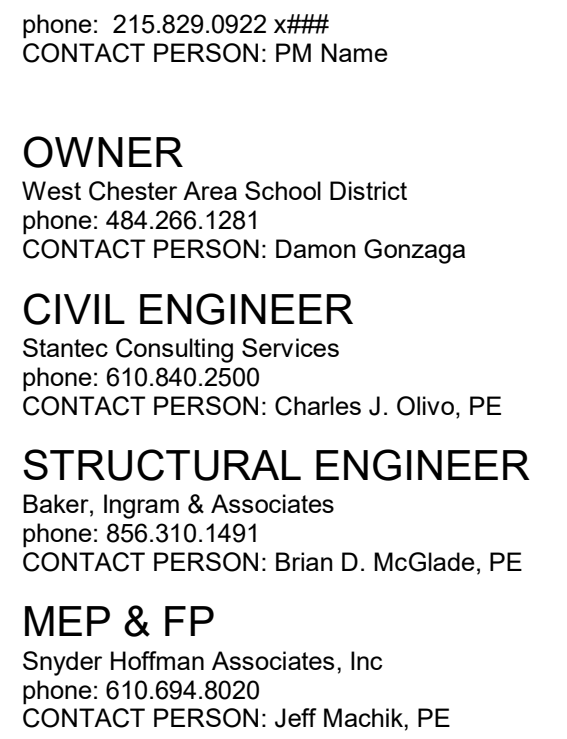 phone:  215.829.0922 x###
CONTACT PERSON: PM Name
OWNER
West Chester Area School District
phone: 484.266.1281
CONTACT PERSON: Damon Gonzaga
CIVIL ENGINEER
Stantec Consulting Services
phone: 610.840.2500
CONTACT PERSON: Charles J. Olivo, PE
STRUCTURAL ENGINEER
Baker, Ingram & Associates
phone: 856.310.1491
CONTACT PERSON: Brian D. McGlade, PE
MEP & FP
Snyder Hoffman Associates, Inc
phone: 610.694.8020
CONTACT PERSON: Jeff Machik, PE